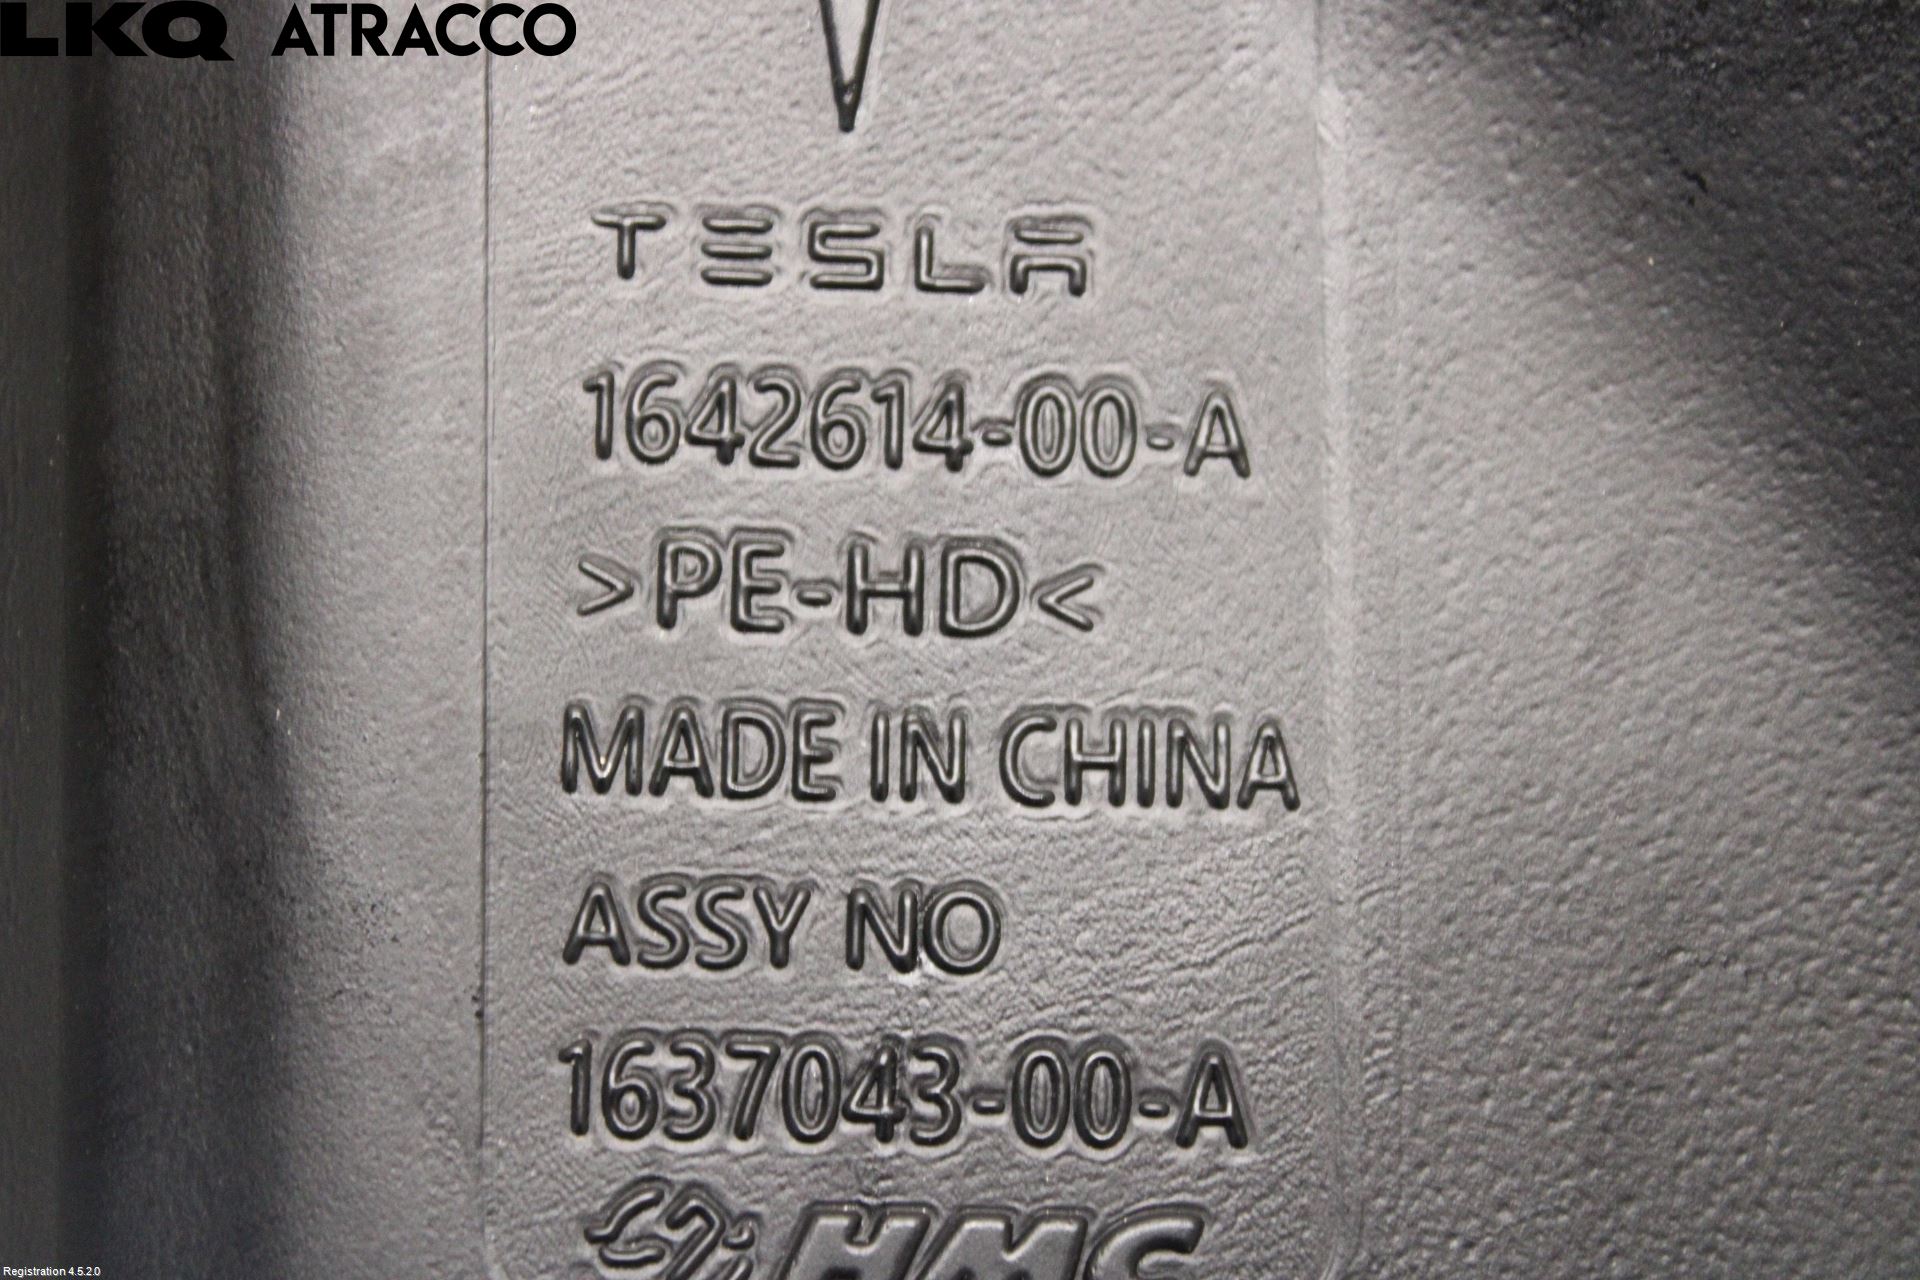 LKQ ATRACCO
TESLA
1642614-00-A
>PE-HD<
MADE IN CHINA
ASSY NO
1637043-00-A
HMC
Registration 4.5.2.0